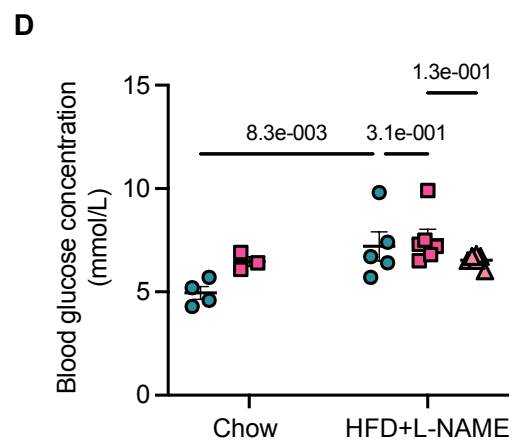 D
1.3e-001
15
8.3e-003 3.1e-001
10
5
0
Blood glucose concentration
(mmol/L)
Chow HFD+L-NAME